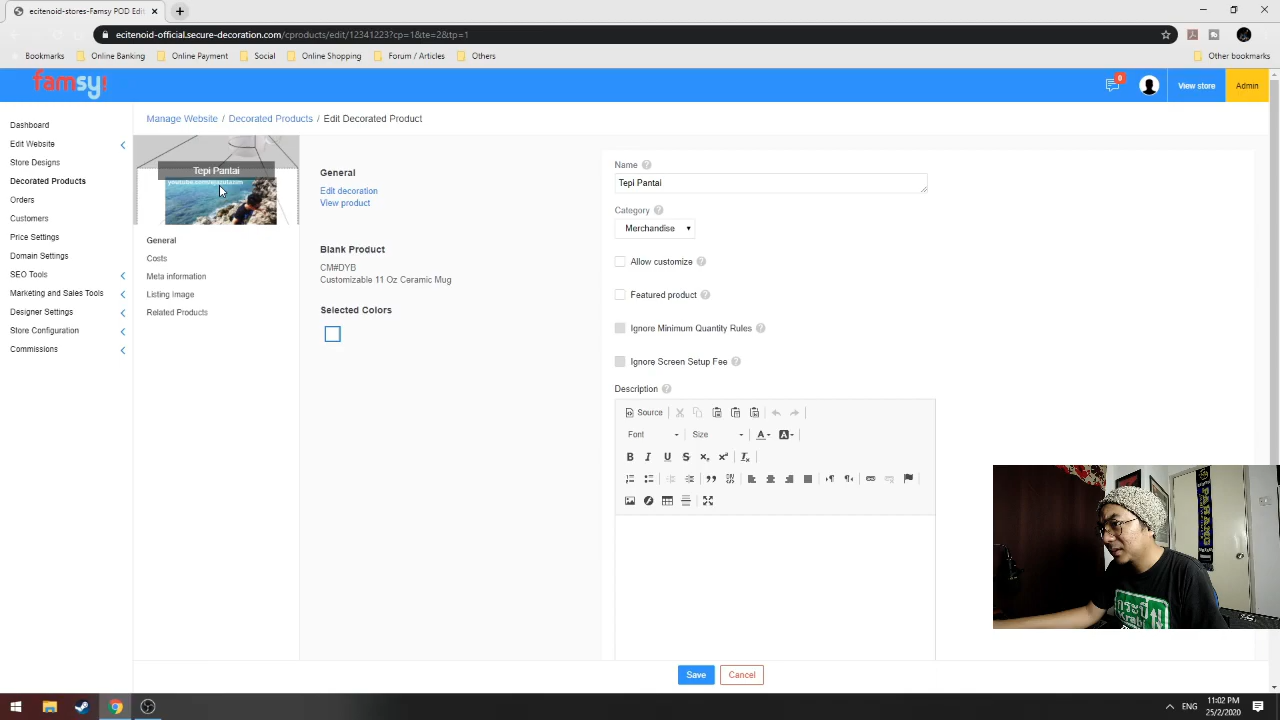 ecitenoid-stores - Famsy POD Edit
ecitenoid-official.secure-decoration.com/cproducts/edit/12341223?cp=1&te=2&tp=1
Bookmarks Online Banking Online Payment Social Online Shopping Forum / Articles Others Other bookmarks
famsy!
8 View store Admin
Manage Website / Decorated Products / Edit Decorated Product
Dashboard
Edit Website
Store Designs
Decorated Products
Orders
Customers
Price Settings
Domain Settings
SEO Tools
Marketing and Sales Tools
Designer Settings
Store Configuration
Commissions
Tepi Pantai
General
Costs
Meta information
Listing image
Related Products
General
Edit decoration
View product
Blank Product
CM#DYB
Customizable 11 Oz Ceramic Mug
Selected Colors
Name ?
Tepi Pantai
Category ?
Merchandise
Allow customize ?
Featured product ?
Ignore Minimum Quantity Rules ?
Ignore Screen Setup Fee ?
Description ?
Source
Font Size A A
B I U S x x Tx
Save Cancel
ENG 11:02 PM
25/2/2020